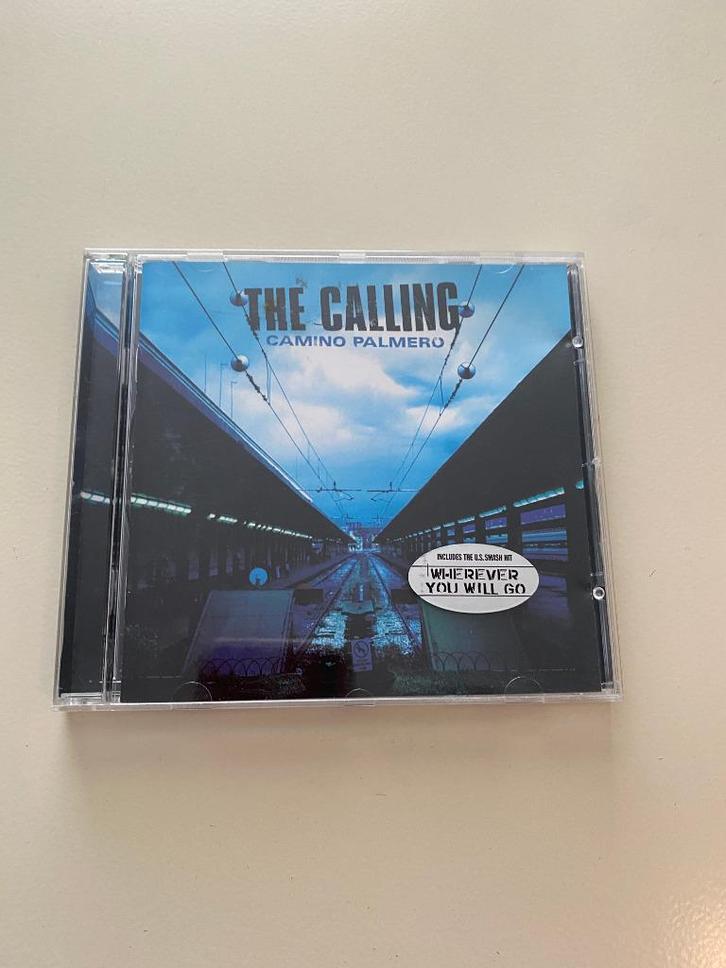 THE CALLING
CAMINO PALMERO
INCLUDES THE U.S. SMASH HIT
WHEREVER
YOU WILL GO